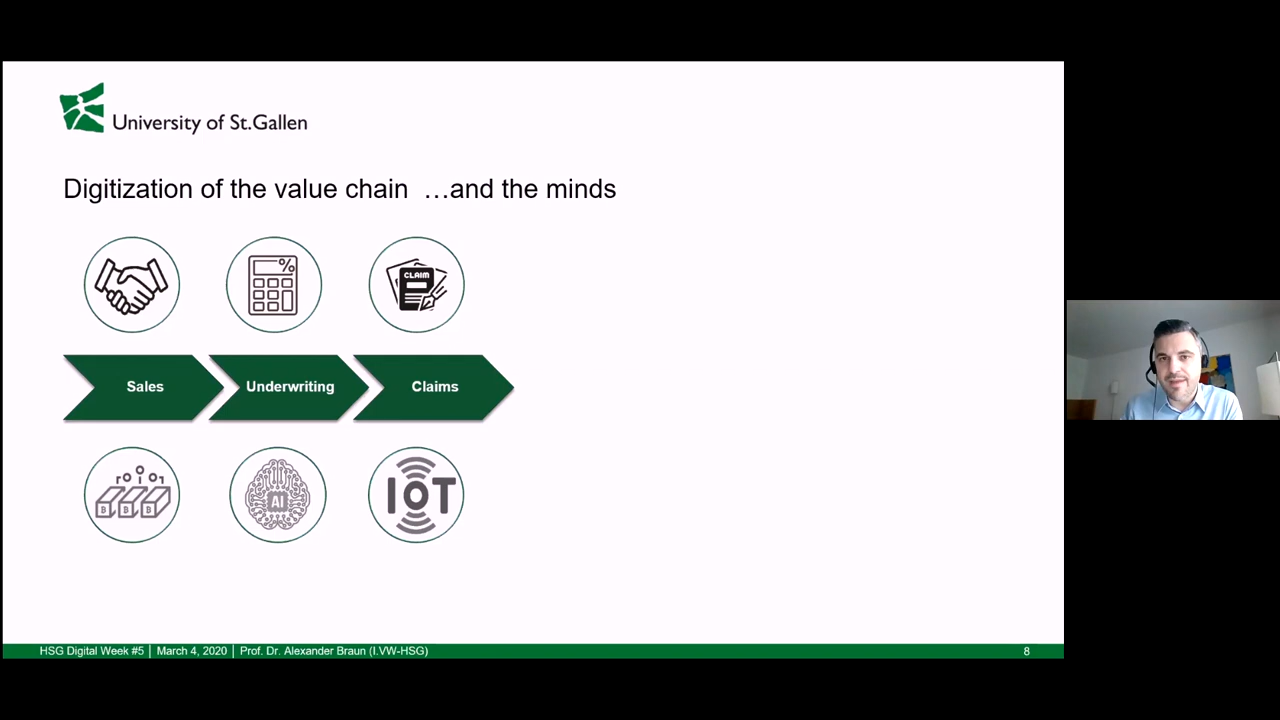 University of St.Gallen
Digitization of the value chain …and the minds
%
CLAIM
Sales
Underwriting
Claims
B B B
AI
IOT
HSG Digital Week #5 | March 4, 2020 | Prof. Dr. Alexander Braun (I.VW-HSG)
8